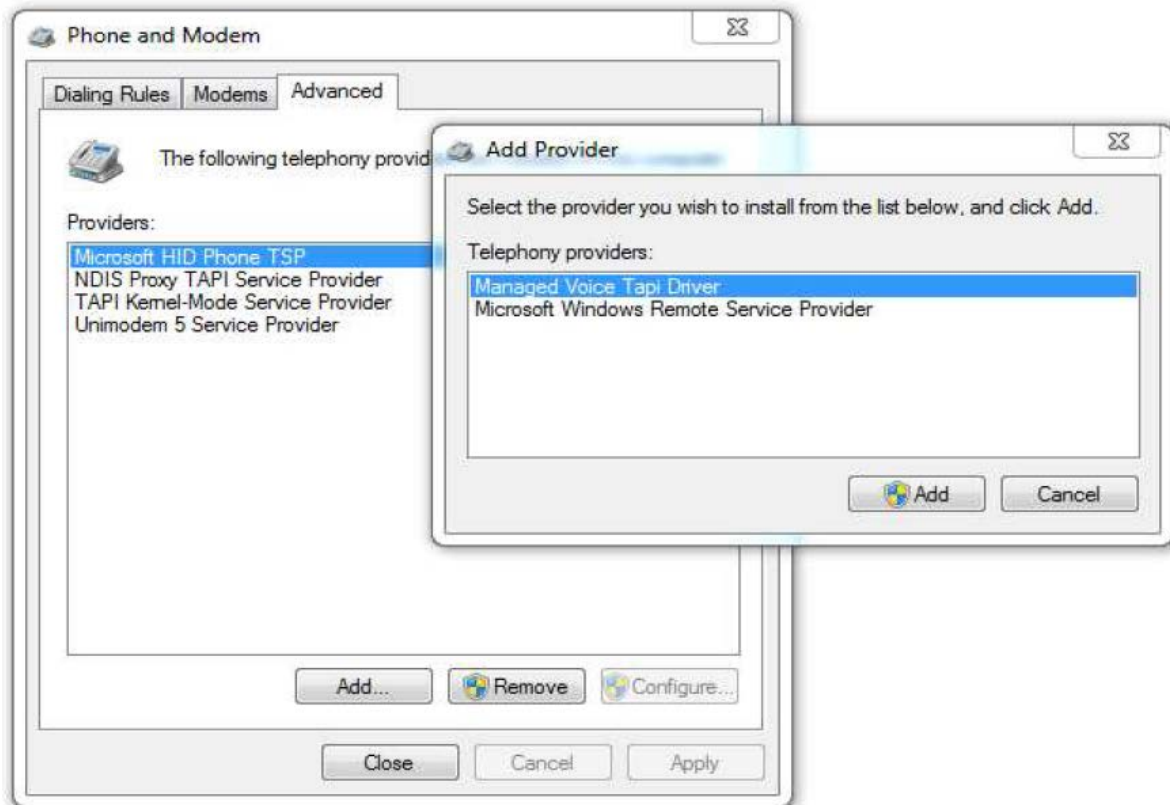 Phone and Modem
Dialing Rules Modems Advanced
The following telephony provid
Providers:
Microsoft HID Phone TSP
NDIS Proxy TAPI Service Provider
TAPI Kernel-Mode Service Provider
Unimodem 5 Service Provider
Add... Remove Configure...
Close Cancel Apply
Add Provider
Select the provider you wish to install from the list below, and click Add.
Telephony providers:
Managed Voice Tapi Driver
Microsoft Windows Remote Service Provider
Add Cancel